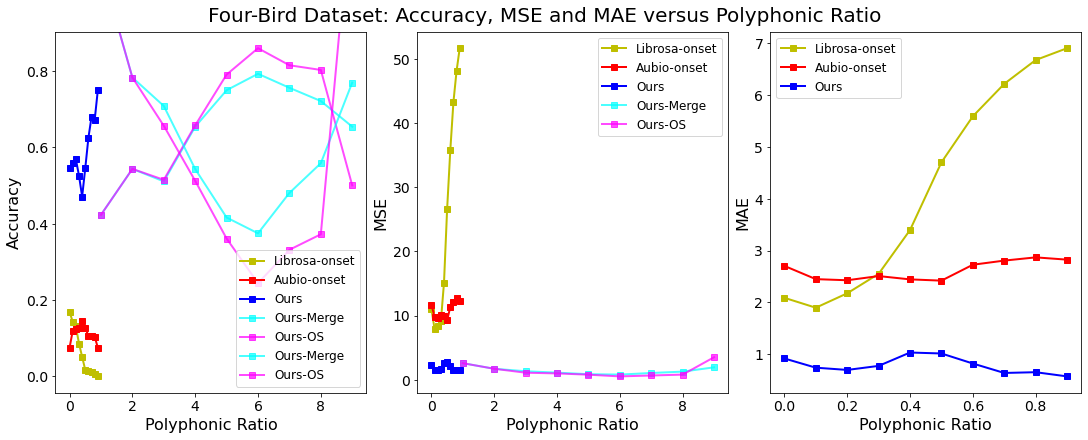 Four-Bird Dataset: Accuracy, MSE and MAE versus Polyphonic Ratio
Accuracy
0.8
0.6
0.4
0.2
0.0
0
2
4
6
8
Polyphonic Ratio
Librosa-onset
Aubio-onset
Ours
Ours-Merge
Ours-OS
Ours-Merge
Ours-OS
MSE
50
40
30
20
10
0
0
2
4
6
8
Polyphonic Ratio
Librosa-onset
Aubio-onset
Ours
Ours-Merge
Ours-OS
MAE
7
6
5
4
3
2
1
0.0
0.2
0.4
0.6
0.8
Polyphonic Ratio
Librosa-onset
Aubio-onset
Ours